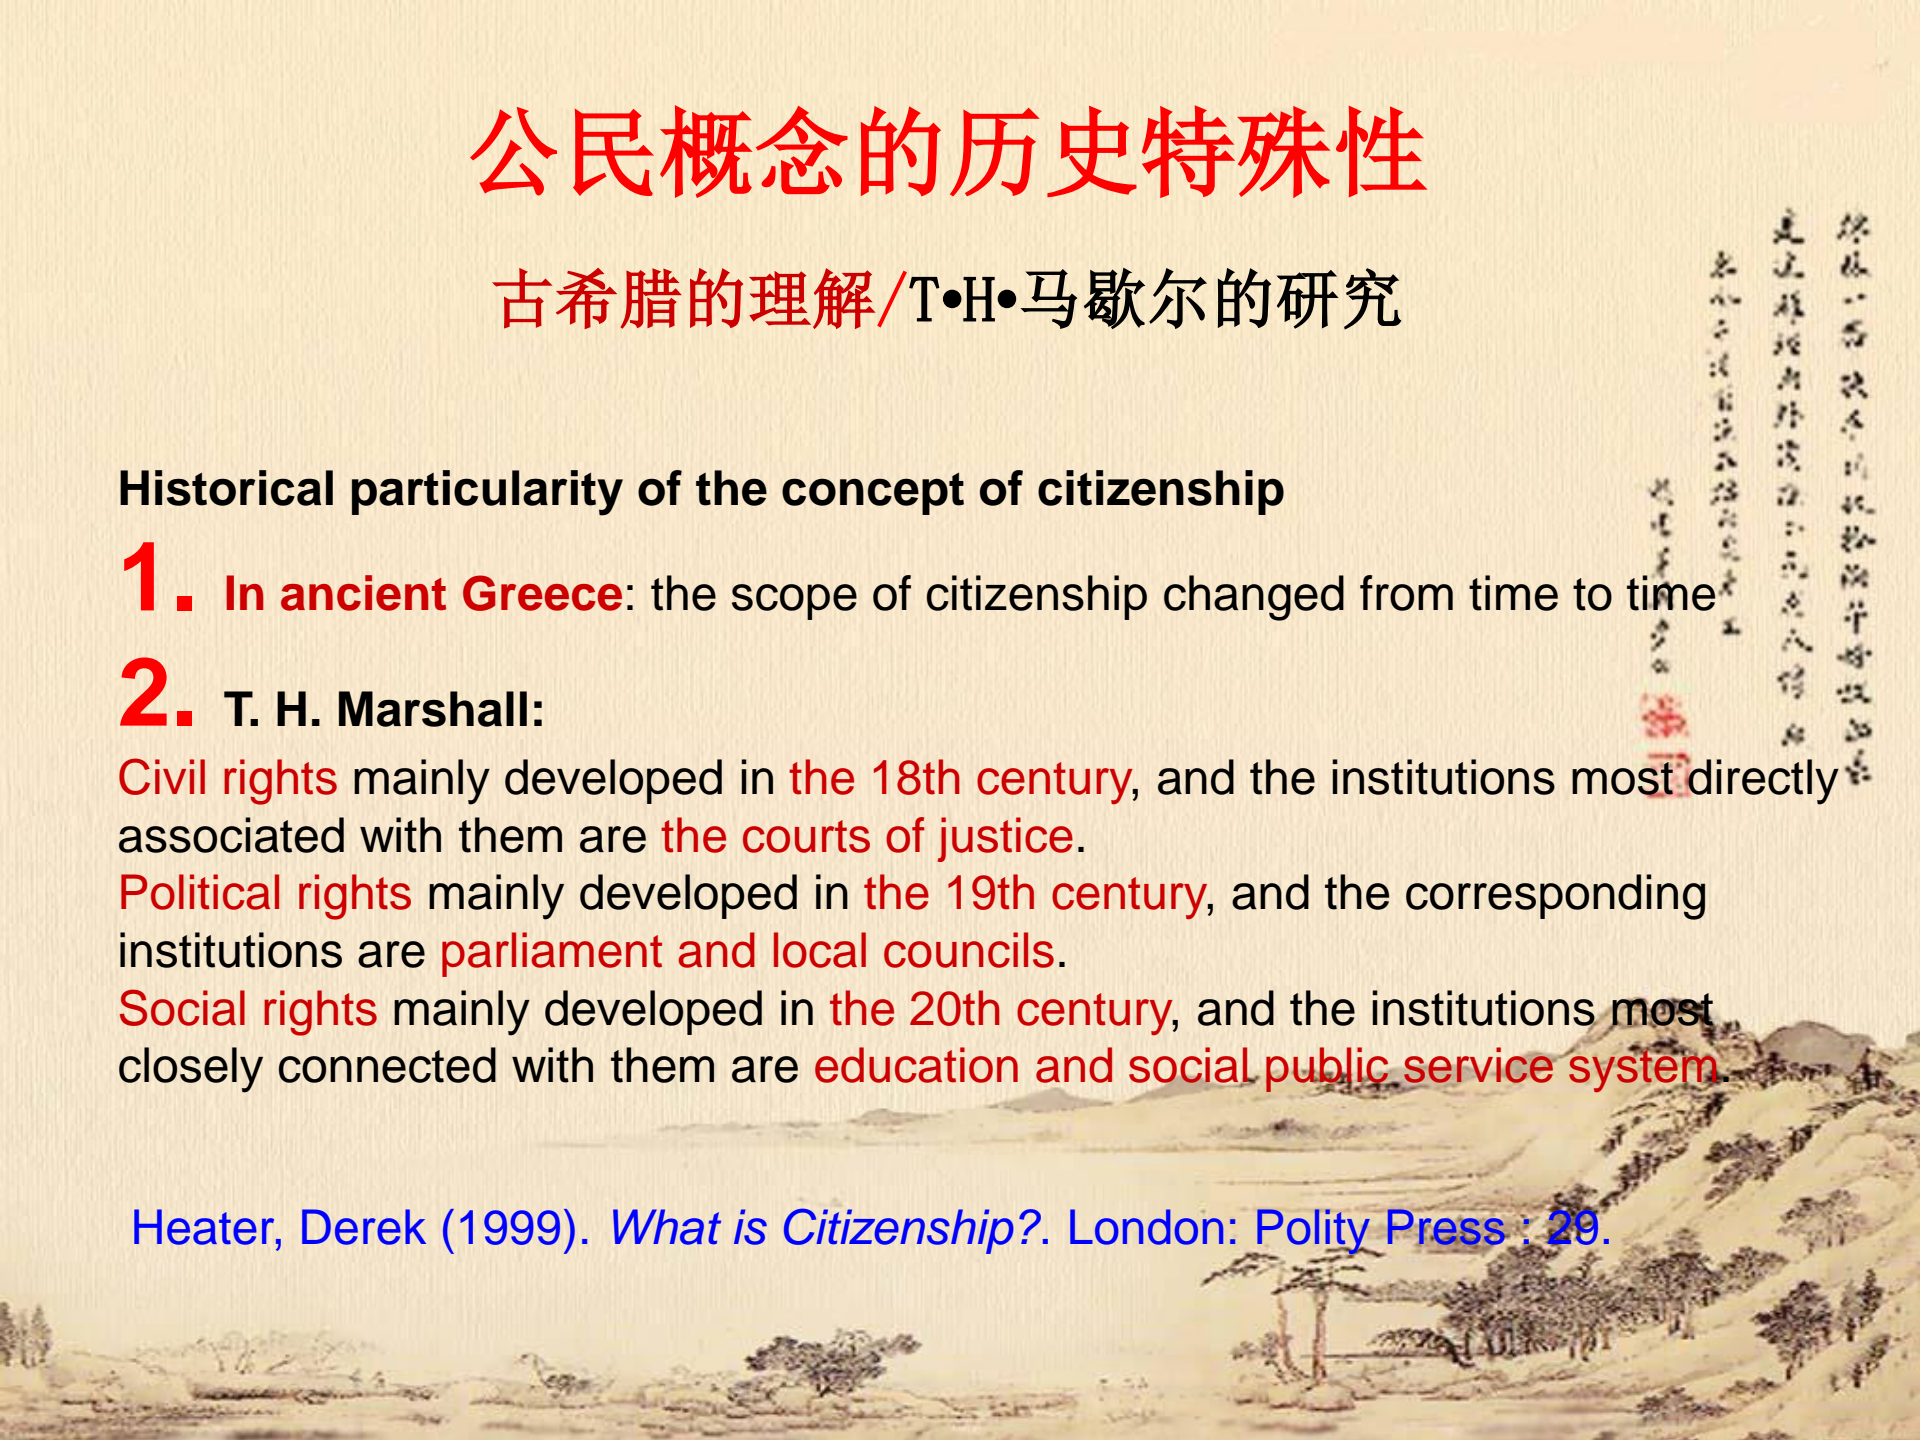 公民概念的历史特殊性
古希腊的理解/T•H•马歇尔的研究
Historical particularity of the concept of citizenship
1. In ancient Greece: the scope of citizenship changed from time to time
2. T. H. Marshall:
Civil rights mainly developed in the 18th century, and the institutions most directly
associated with them are the courts of justice.
Political rights mainly developed in the 19th century, and the corresponding
institutions are parliament and local councils.
Social rights mainly developed in the 20th century, and the institutions most
closely connected with them are education and social public service system.
Heater, Derek (1999). What is Citizenship?. London: Polity Press : 29.